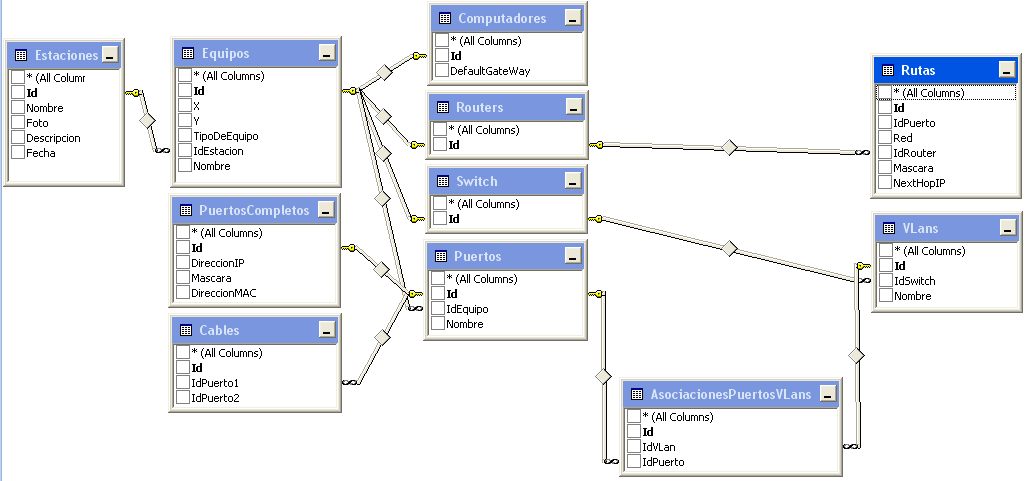 Estaciones
* (All Colum
Id
Nombre
Foto
Descripcion
Fecha
Equipos
* (All Columns)
Id
X
Y
TipoDeEquipo
IdEstacion
Nombre
PuertosCompletos
* (All Columns)
Id
DireccionIP
Mascara
DireccionMAC
Cables
* (All Columns)
Id
IdPuerto1
IdPuerto2
Computadores
* (All Columns)
Id
DefaultGateWay
Routers
* (All Columns)
Id
Switch
* (All Columns)
Id
Puertos
* (All Columns)
Id
IdEquipo
Nombre
AsociacionesPuertosVLans
* (All Columns)
Id
IdVLan
IdPuerto
Rutas
* (All Columns)
Id
IdPuerto
Red
IdRouter
Mascara
NextHopIP
VLans
* (All Columns)
Id
IdSwitch
Nombre